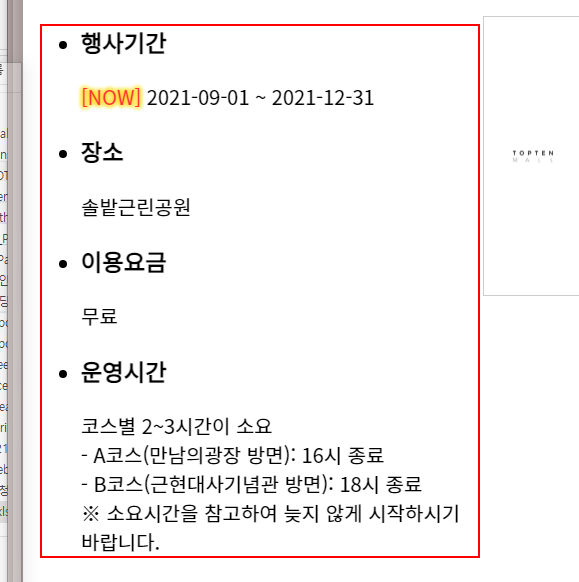 행사기간
[NOW] 2021-09-01 ~ 2021-12-31
장소
솔밭근린공원
이용요금
무료
운영시간
코스별 2~3시간이 소요
- A코스(만남의광장 방면): 16시 종료
- B코스(근현대사기념관 방면): 18시 종료
※ 소요시간을 참고하여 늦지 않게 시작하시기
바랍니다.
TOPTEN
MALL